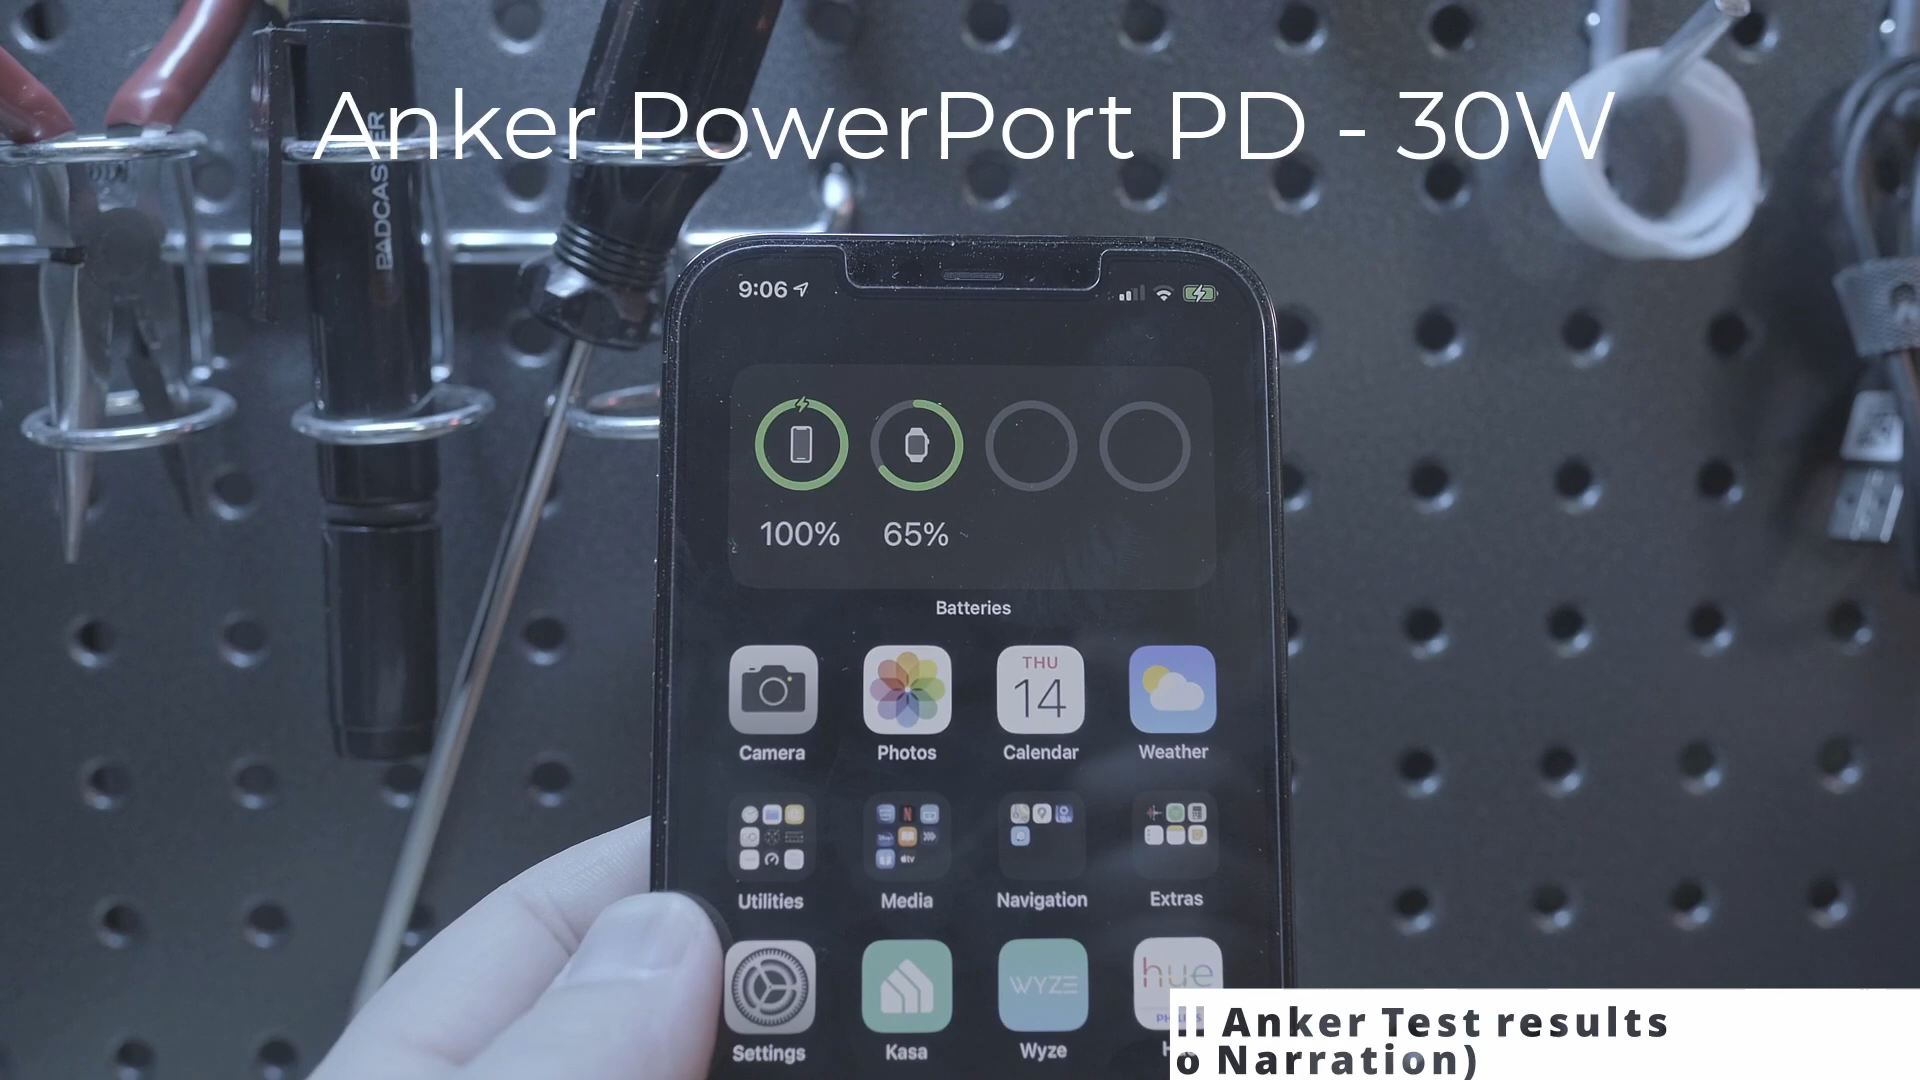 Anker PowerPort PD - 30W
PADCASTER
9:06
100% 65%
Batteries
THU
14
Camera Photos Calendar Weather
Utilities Media Navigation Extras
WYZE hue
Settings Kasa Wyze
Anker Test results
Narration)